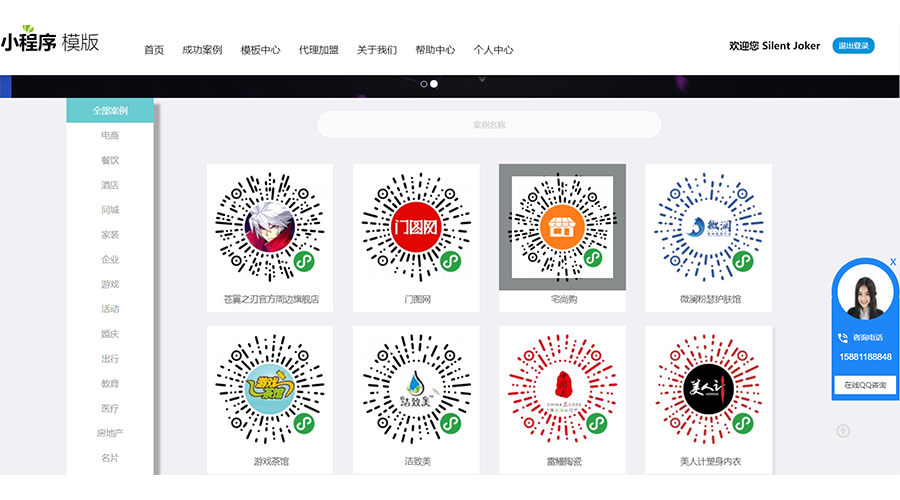 小程序 模版
首页 成功案例 模板中心 代理加盟 关于我们 帮助中心 个人中心
欢迎您 Silent Joker 退出登录
全部案例
电商
餐饮
酒店
同城
家装
企业
游戏
活动
婚庆
出行
教育
医疗
房地产
名片
案例名称
门图网
微澜
苍翼之刃官方周边旗舰店
门图网
宅尚购
微澜粉瑟护肤馆
游戏茶馆
洁致美
美人计
游戏茶馆
洁致美
雷鳗陶瓷
美人计塑身内衣
X
咨询电话
15881188848
在线QQ咨询